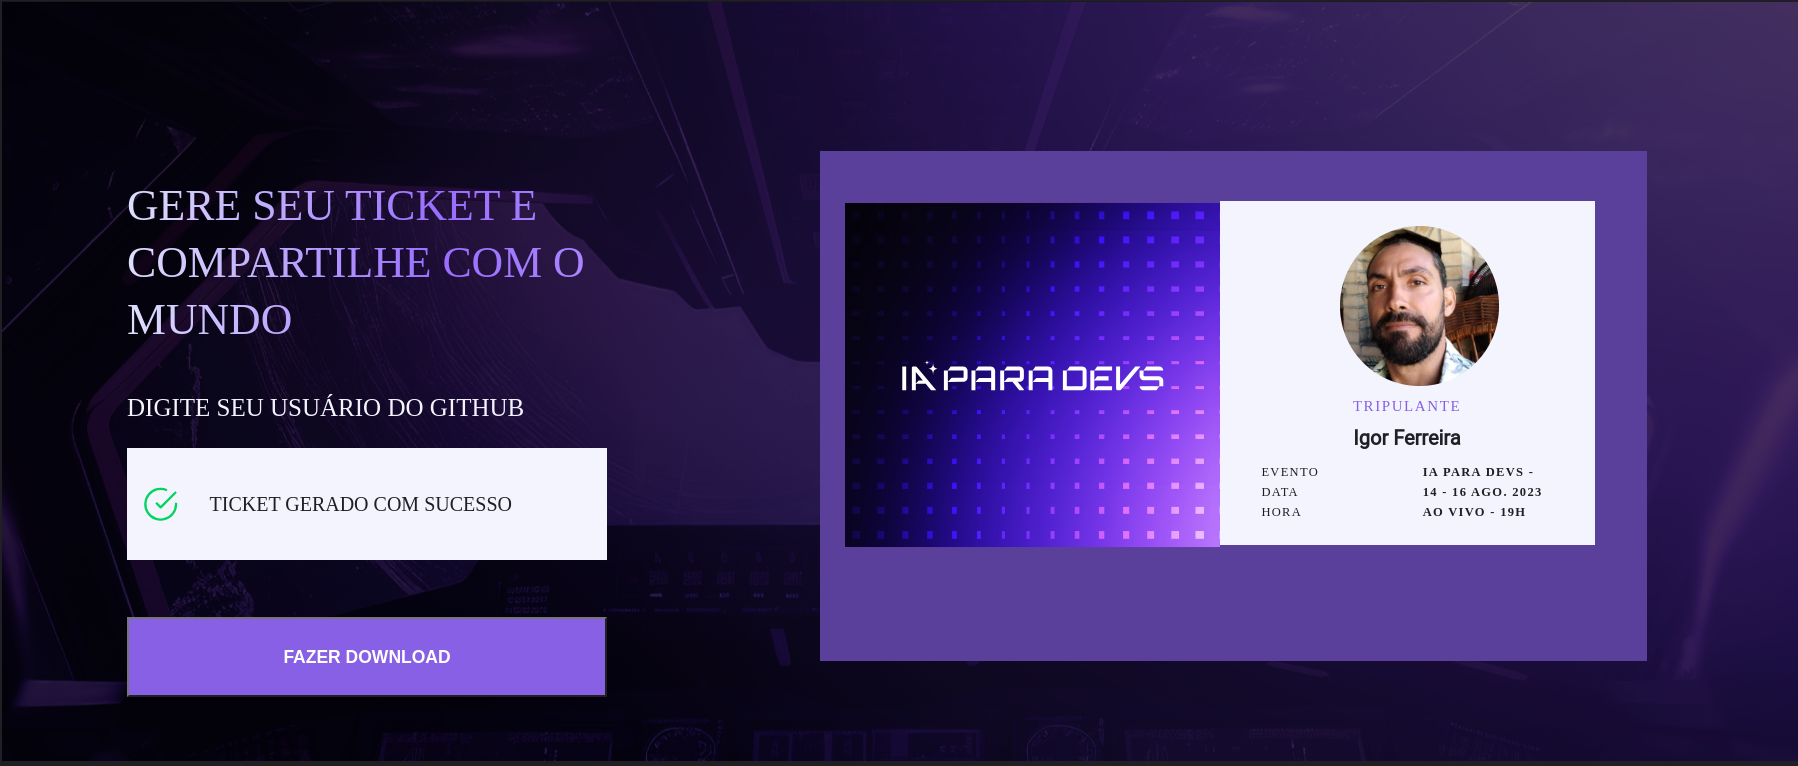 GERE SEU TICKET E
COMPARTILHE COM O
MUNDO
DIGITE SEU USUÁRIO DO GITHUB
TICKET GERADO COM SUCESSO
FAZER DOWNLOAD
IA PARA DEVS
TRIPULANTE
Igor Ferreira
EVENTO IA PARA DEVS -
DATA 14 - 16 AGO. 2023
HORA AO VIVO - 19H